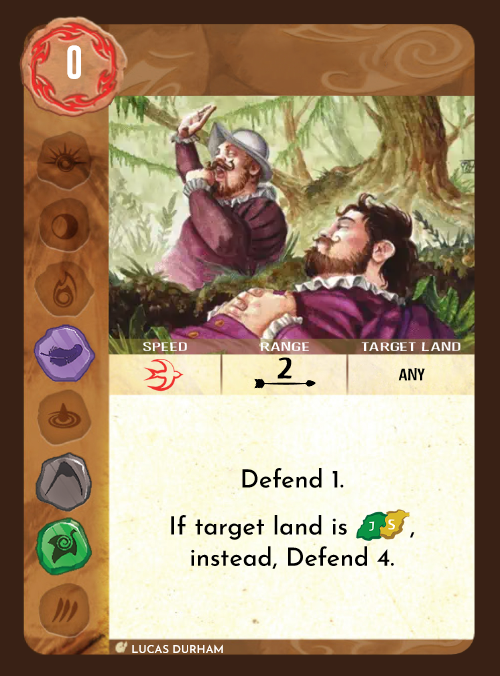 0
SPEED RANGE TARGET LAND
2 ANY
Defend 1.
If target land is J S,
instead, Defend 4.
LUCAS DURHAM